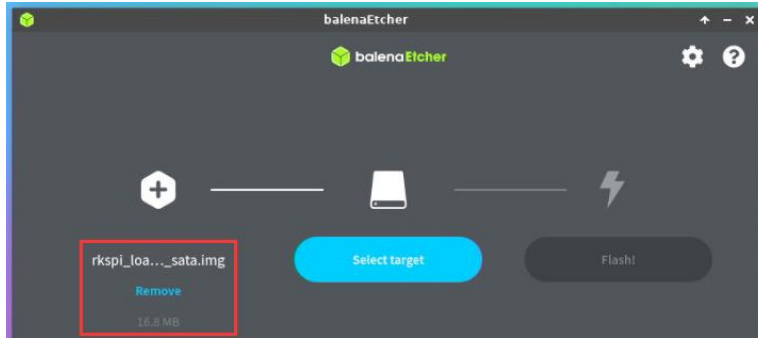 balenaEtcher
balenaEtcher
rkspi_loa..._sata.img
Remove
16.8 MB
Select target
Flash!